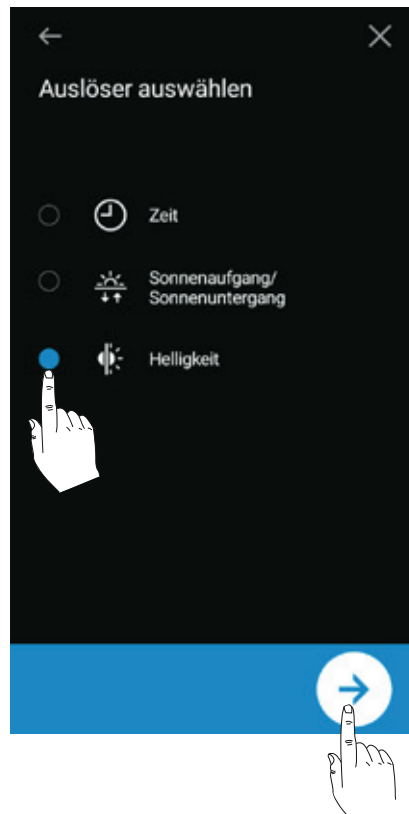 Auslöser auswählen
Zeit
Sonnenaufgang/
Sonnenuntergang
Helligkeit